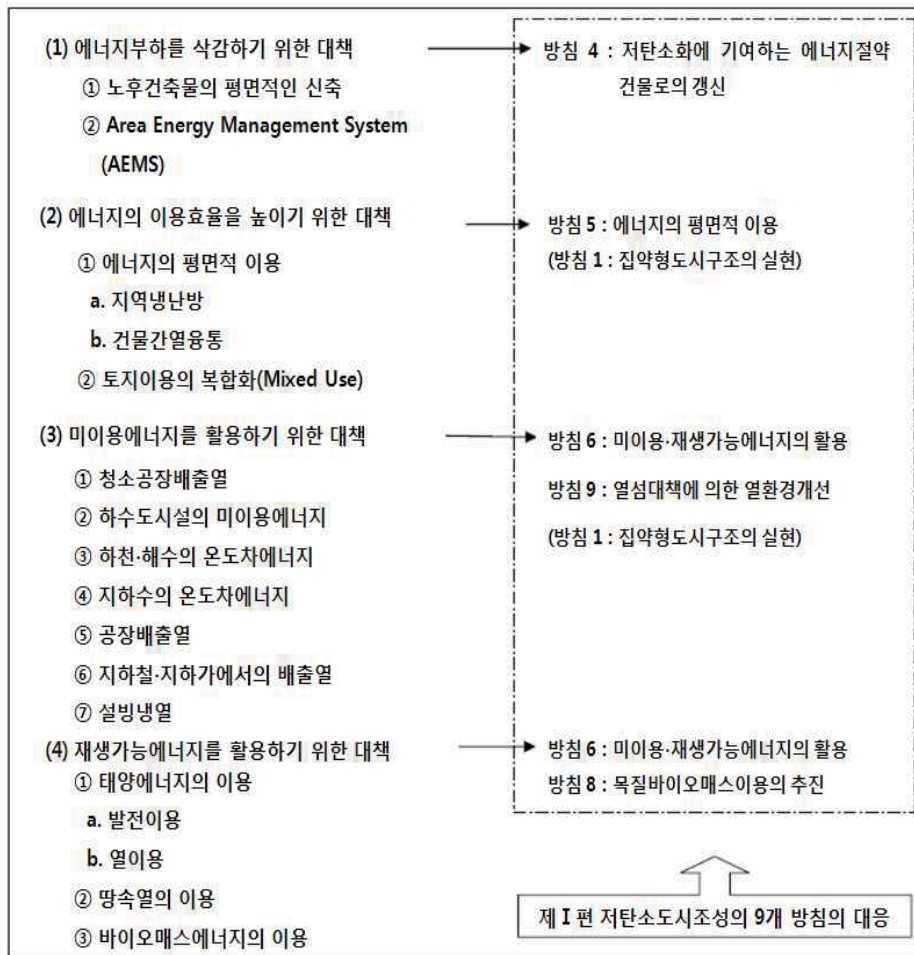 (1) 에너지부하를 삭감하기 위한 대책
① 노후건축물의 평면적인 신축
② Area Energy Management System
(AEMS)
방침 4 : 저탄소화에 기여하는 에너지절약
건물로의 갱신
(2) 에너지의 이용효율을 높이기 위한 대책
① 에너지의 평면적 이용
a. 지역냉난방
b. 건물간열융통
② 토지이용의 복합화(Mixed Use)
방침 5 : 에너지의 평면적 이용
(방침 1 : 집약형도시구조의 실현)
(3) 미이용에너지를 활용하기 위한 대책
① 청소공장배출열
② 하수도시설의 미이용에너지
③ 하천·해수의 온도차에너지
④ 지하수의 온도차에너지
⑤ 공장배출열
⑥ 지하철·지하가에서의 배출열
⑦ 설빙냉열
방침 6 : 미이용·재생가능에너지의 활용
방침 9 : 열섬대책에 의한 열환경개선
(방침 1 : 집약형도시구조의 실현)
(4) 재생가능에너지를 활용하기 위한 대책
① 태양에너지의 이용
a. 발전이용
b. 열이용
② 땅속열의 이용
③ 바이오매스에너지의 이용
방침 6 : 미이용·재생가능에너지의 활용
방침 8 : 목질바이오매스이용의 추진
제 I 편 저탄소도시조성의 9개 방침의 대응